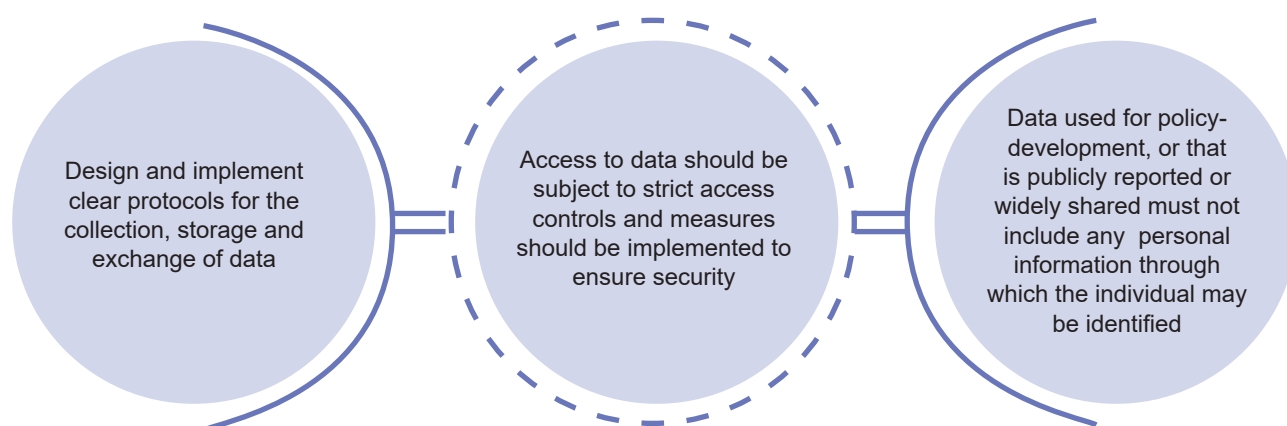 Design and implement
clear protocols for the
collection, storage and
exchange of data
Access to data should be
subject to strict access
controls and measures
should be implemented to
ensure security
Data used for policy-
development, or that
is publicly reported or
widely shared must not
include any  personal
information through
which the individual may
be identified